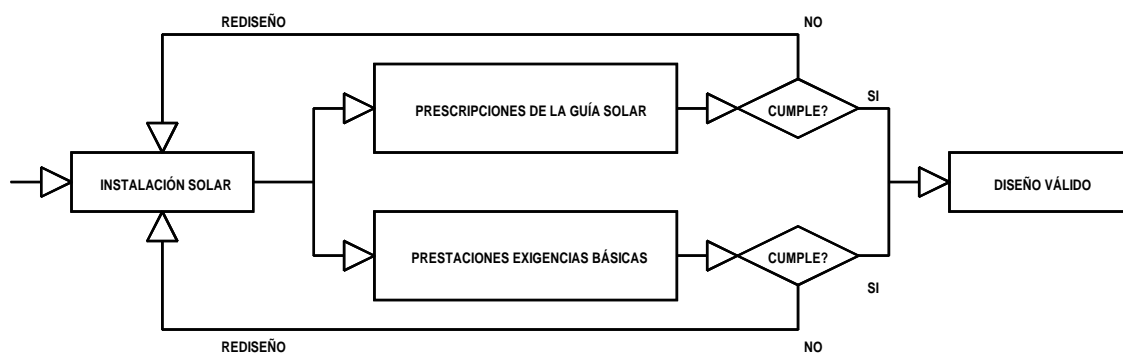 REDISEÑO
NO
PRESCRIPCIONES DE LA GUÍA SOLAR
CUMPLE?
SI
INSTALACIÓN SOLAR
DISEÑO VÁLIDO
PRESTACIONES EXIGENCIAS BÁSICAS
CUMPLE?
SI
REDISEÑO
NO